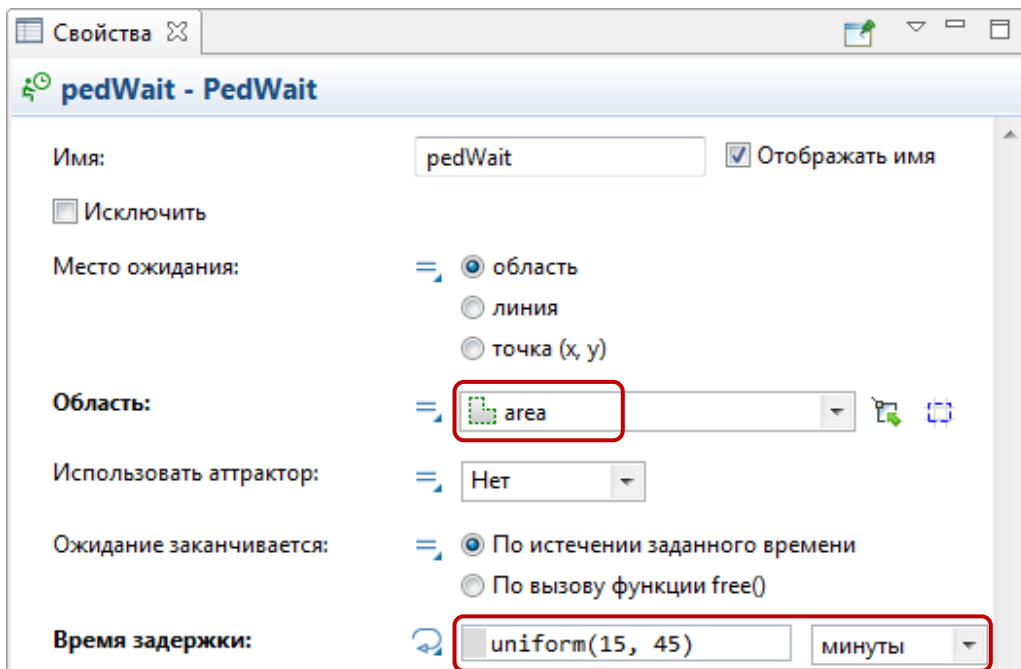 Свойства
pedWait - PedWait
Имя: pedWait Отображать имя
Исключить
Место ожидания: область
линия
точка (x, y)
Область: area
Использовать аттрактор: Нет
Ожидание заканчивается: По истечении заданного времени
По вызову функции free()
Время задержки: uniform(15, 45) минуты